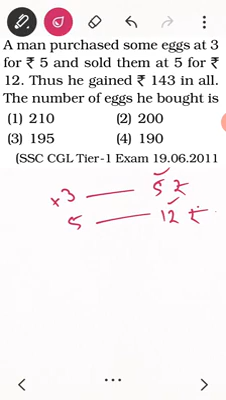 A man purchased some eggs at 3
for ₹ 5 and sold them at 5 for ₹
12. Thus he gained ₹ 143 in all.
The number of eggs he bought is
(1) 210 (2) 200
(3) 195 (4) 190
(SSC CGL Tier-1 Exam 19.06.2011
×3 — 5 ₹
5 — 12 ₹